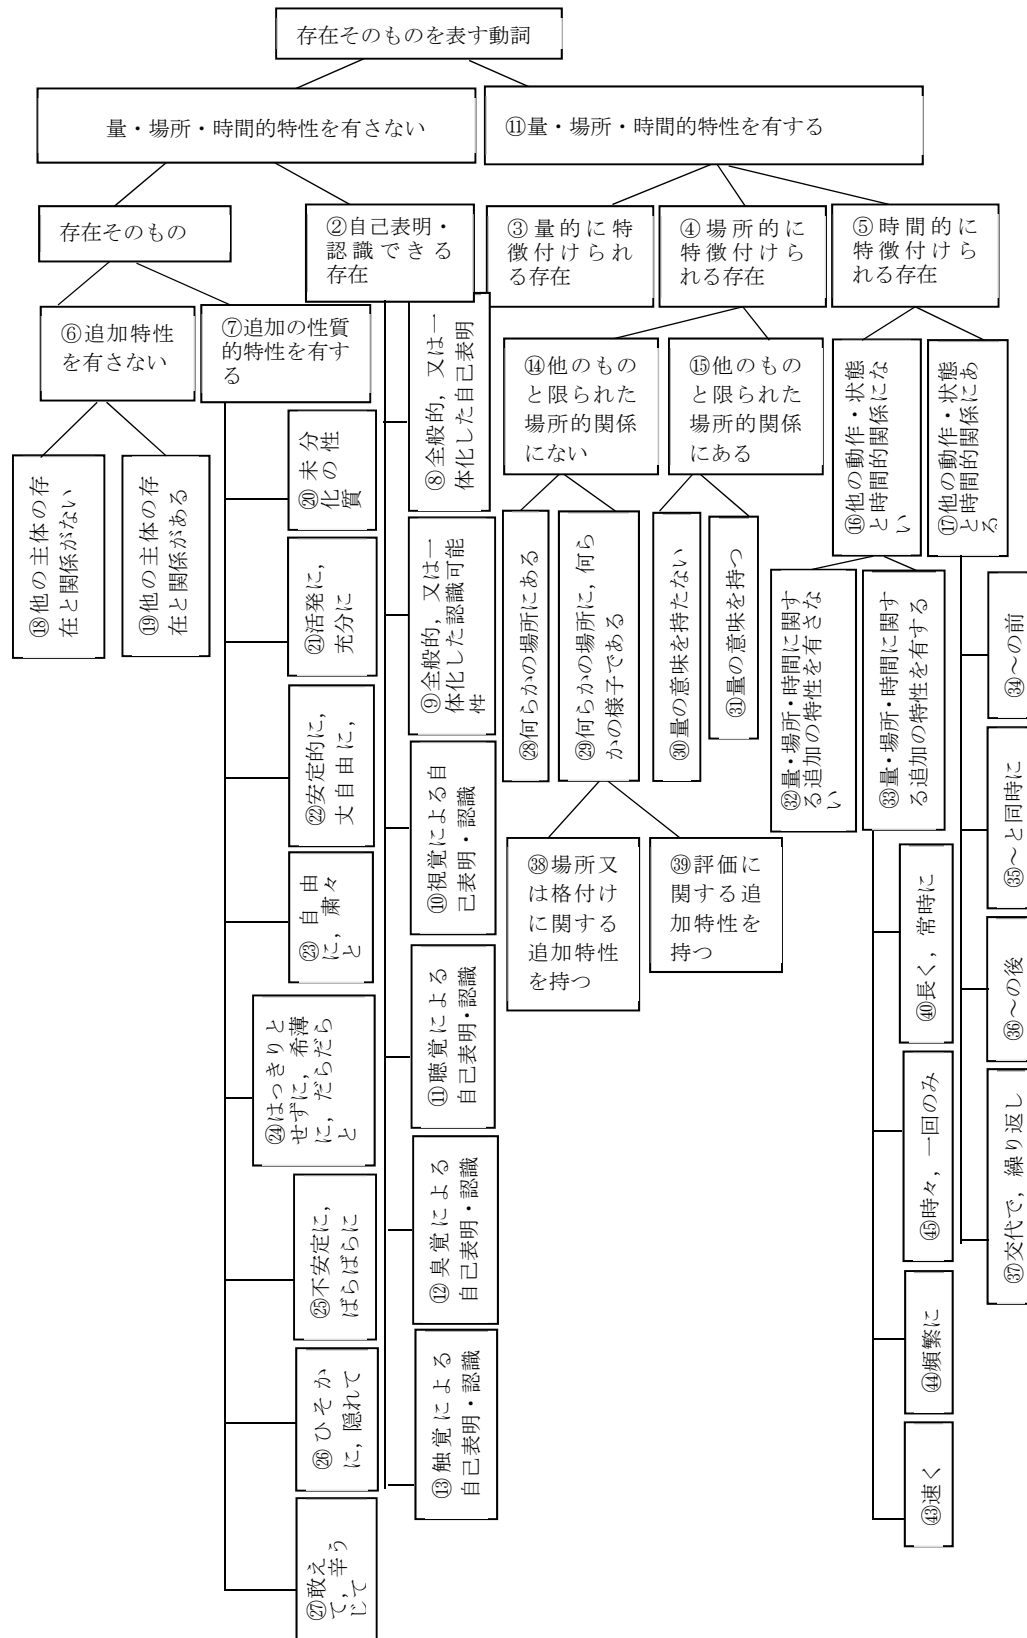 存在そのものを表す動詞
量・場所・時間的特性を有さない
⑪量・場所・時間的特性を有する
存在そのもの
②自己表明・
認識できる
存在
③量的に特
徴付けられ
る存在
④場所的に
特徴付けら
れる存在
⑤時間的に
特徴付けら
れる存在
⑥追加特性
を有さない
⑦追加の性質
的特性を有す
る
⑧全般的，又は一
体化した自己表明
⑭他のもの
と限られた
場所的関係
にない
⑮他のもの
と限られた
場所的関係
にある
⑯他の動作・状態
と時間的関係にな
い
⑰他の動作・状態
と時間的関係にあ
る
⑱他の主体の存
在と関係がない
⑲他の主体の存
在と関係がある
⑳未分
化の性
質
㉑活発に，
充分に
㉒安定的に，
丈自由に，
㉓自由
に，粛々
と
㉔はっきりと
せずに，希薄
に，だらだら
と
㉕不安定に，
ばらばらに
㉖ひそか
に，隠れて
㉗敢え
て，辛う
じて
⑨全般的，又は一
体化した認識可能
性
⑩視覚による自
己表明・認識
⑪聴覚による
自己表明・認識
⑫臭覚による
自己表明・認識
⑬触覚による
自己表明・認識
㉘何らかの場所にある
㉙何らかの場所に，何ら
かの様子である
㉚量の意味を持たない
㉛量の意味を持つ
㉜量・場所・時間に関す
る追加の特性を有さな
い
㉝量・場所・時間に関す
る追加の特性を有する
㉞～の前
㉟～と同時に
㊱～の後
㊲交代で，繰り返し
㊳場所又
は格付け
に関する
追加特性
を持つ
㊴評価に
関する追
加特性を
持つ
㊵長く，常時に
㊺時々，一回のみ
㊹頻繁に
㊸速く